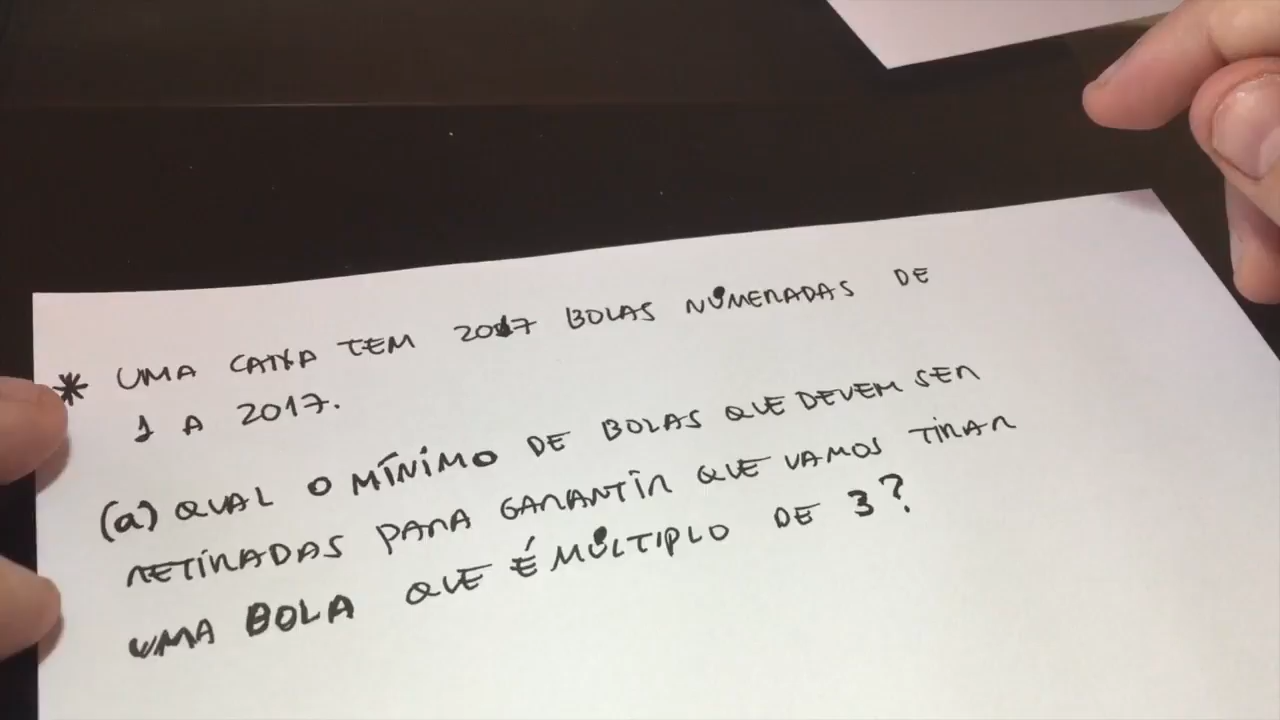 * UMA CAIXA TEM 2017 BOLAS NUMERADAS DE
1 A 2017.
(a) QUAL O MÍNIMO DE BOLAS QUE DEVEM SER
RETIRADAS PARA GARANTIR QUE VAMOS TIRAR
UMA BOLA QUE É MÚLTIPLO DE 3?